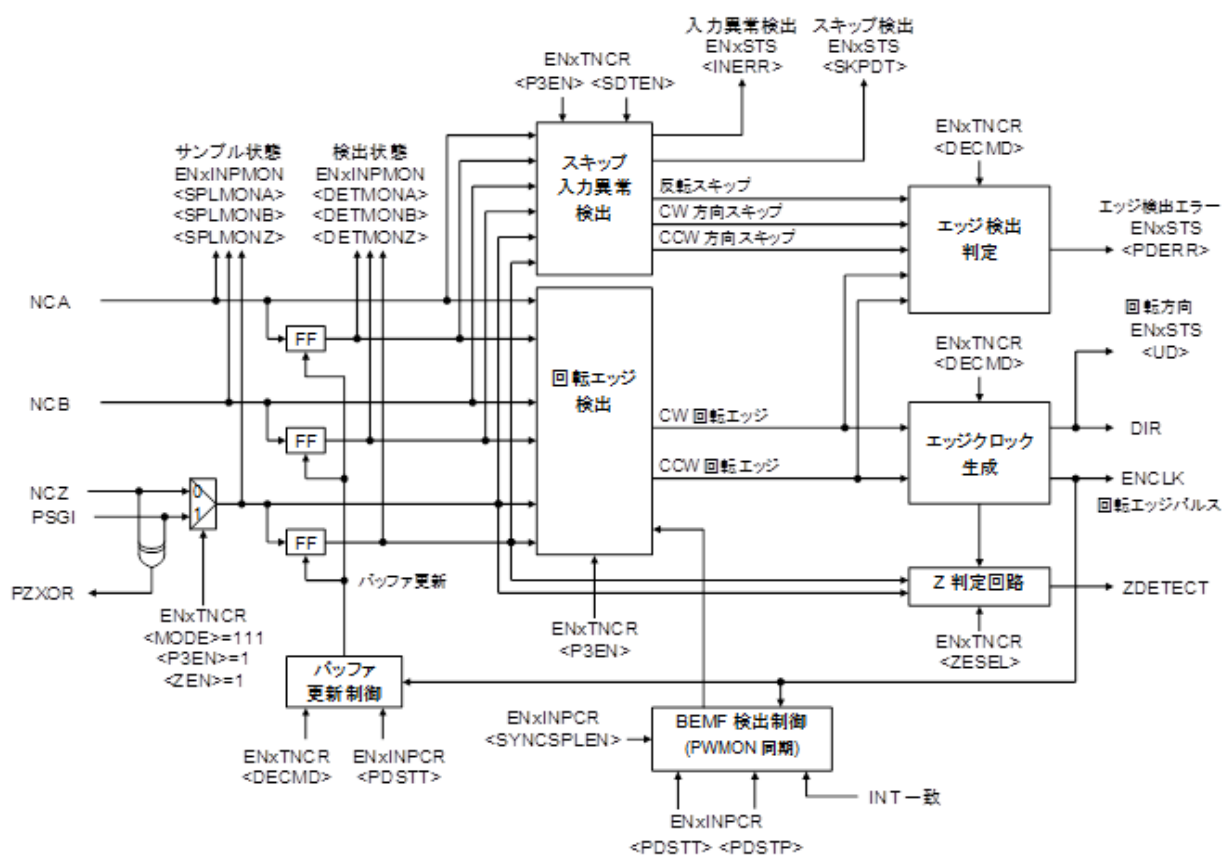 入力異常検出
ENxSTS
<INERR>
スキップ検出
ENxSTS
<SKPDT>
ENxTNCR
<P3EN> <SDTEN>
サンプル状態
ENxINPMON
<SPLMONA>
<SPLMONB>
<SPLMONZ>
検出状態
ENxINPMON
<DETMONA>
<DETMONB>
<DETMONZ>
スキップ
入力異常
検出
反転スキップ
CW 方向スキップ
CCW 方向スキップ
ENxTNCR
<DECMD>
エッジ検出
判定
エッジ検出エラー
ENxSTS
<PDERR>
NCA
FF
回転エッジ
検出
回転方向
ENxSTS
<UD>
ENxTNCR
<DECMD>
NCB
FF
CW 回転エッジ
CCW 回転エッジ
エッジクロック
生成
DIR
ENCLK
回転エッジパルス
NCZ
PSGI
0
1
FF
バッファ更新
PZXOR
ENxTNCR
<MODE>=111
<P3EN>=1
<ZEN>=1
ENxTNCR
<P3EN>
Z 判定回路
ZDETECT
ENxTNCR
<ZESEL>
バッファ
更新制御
ENxTNCR
<DECMD>
ENxINPCR
<PDSTT>
ENxINPCR
<SYNCSPLEN>
BEMF 検出制御
(PWMON 同期)
INT 一致
ENxINPCR
<PDSTT> <PDSTP>